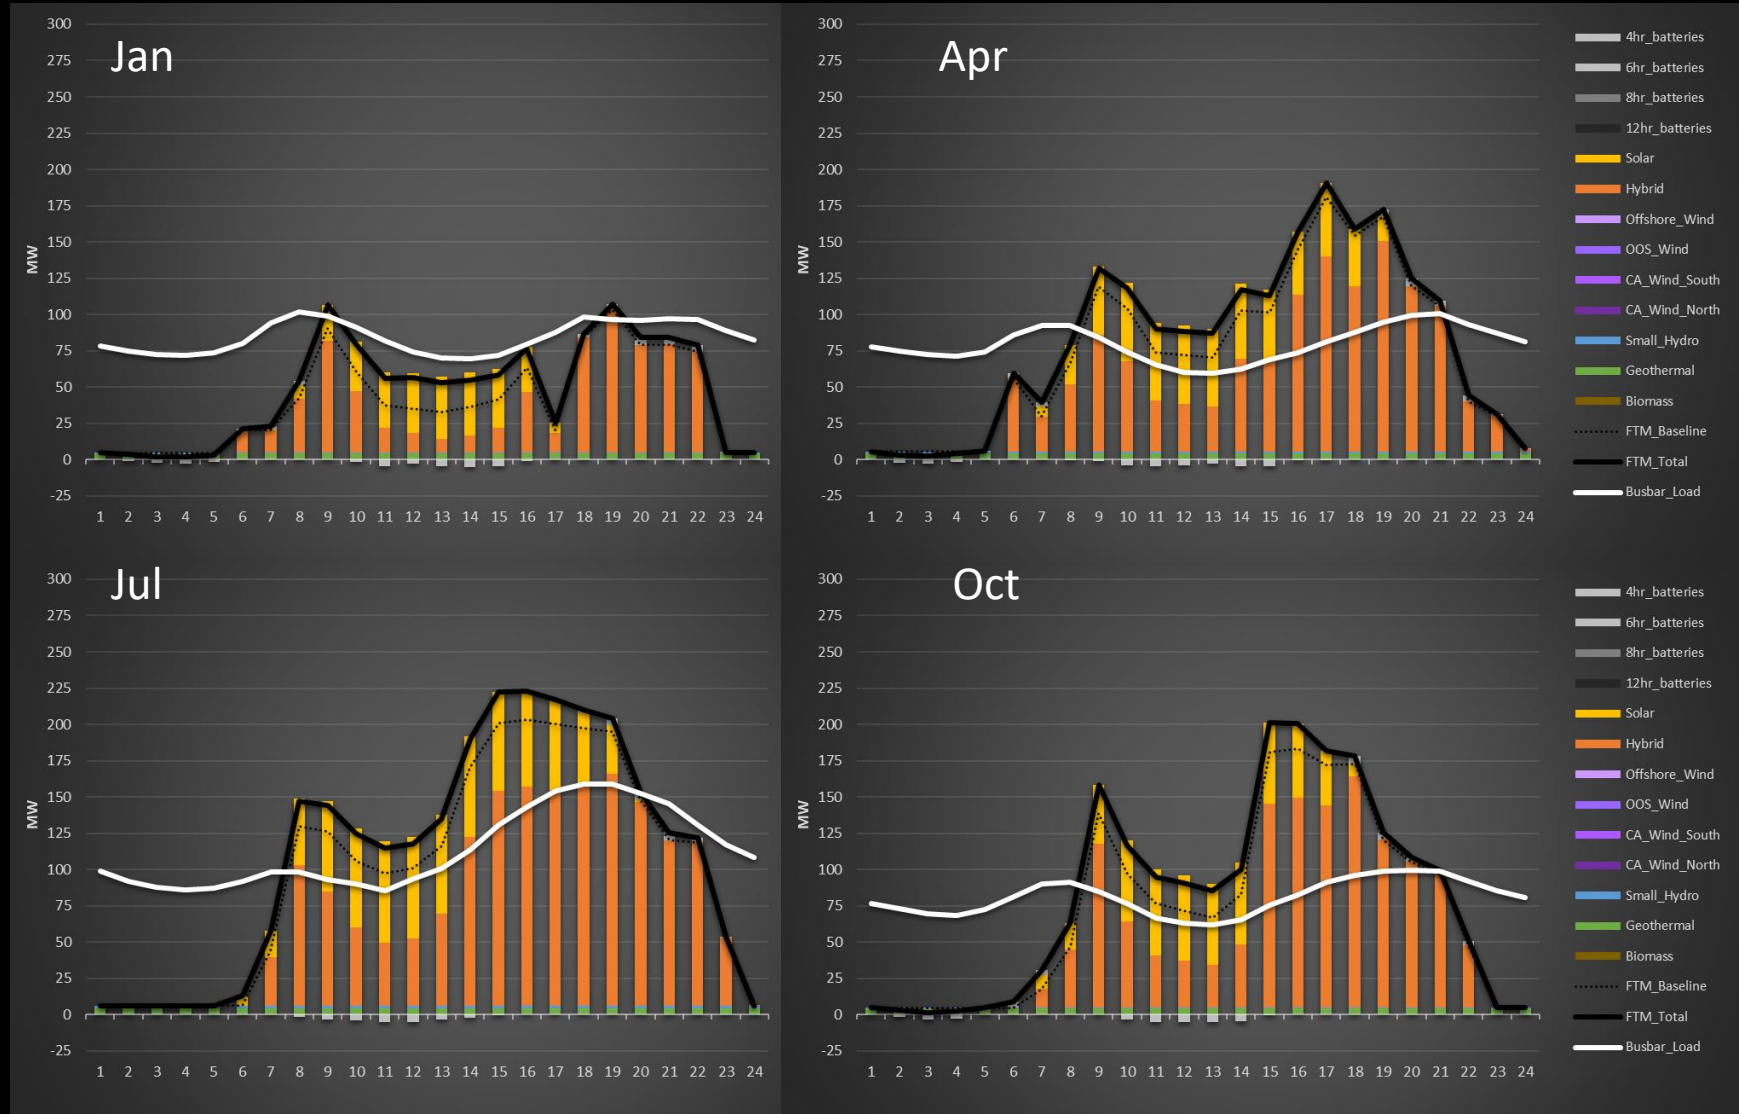 Jan
300
275
250
225
200
175
150
125
100
75
50
25
0
-25
MW
1 2 3 4 5 6 7 8 9 10 11 12 13 14 15 16 17 18 19 20 21 22 23 24
Apr
300
275
250
225
200
175
150
125
100
75
50
25
0
-25
MW
1 2 3 4 5 6 7 8 9 10 11 12 13 14 15 16 17 18 19 20 21 22 23 24
4hr_batteries
6hr_batteries
8hr_batteries
12hr_batteries
Solar
Hybrid
Offshore_Wind
OOS_Wind
CA_Wind_South
CA_Wind_North
Small_Hydro
Geothermal
Biomass
FTM_Baseline
FTM_Total
Busbar_Load
Jul
300
275
250
225
200
175
150
125
100
75
50
25
0
-25
MW
1 2 3 4 5 6 7 8 9 10 11 12 13 14 15 16 17 18 19 20 21 22 23 24
Oct
300
275
250
225
200
175
150
125
100
75
50
25
0
-25
MW
1 2 3 4 5 6 7 8 9 10 11 12 13 14 15 16 17 18 19 20 21 22 23 24
4hr_batteries
6hr_batteries
8hr_batteries
12hr_batteries
Solar
Hybrid
Offshore_Wind
OOS_Wind
CA_Wind_South
CA_Wind_North
Small_Hydro
Geothermal
Biomass
FTM_Baseline
FTM_Total
Busbar_Load